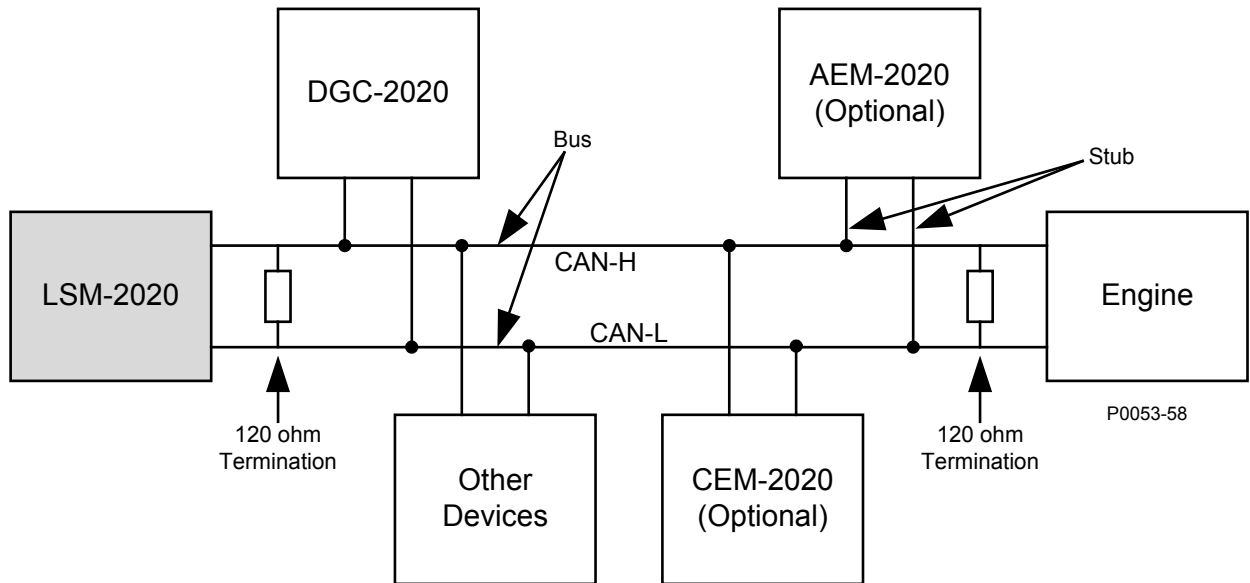 DGC-2020
AEM-2020
(Optional)
Bus
Stub
LSM-2020
CAN-H
CAN-L
Engine
120 ohm
Termination
Other
Devices
CEM-2020
(Optional)
120 ohm
Termination
P0053-58